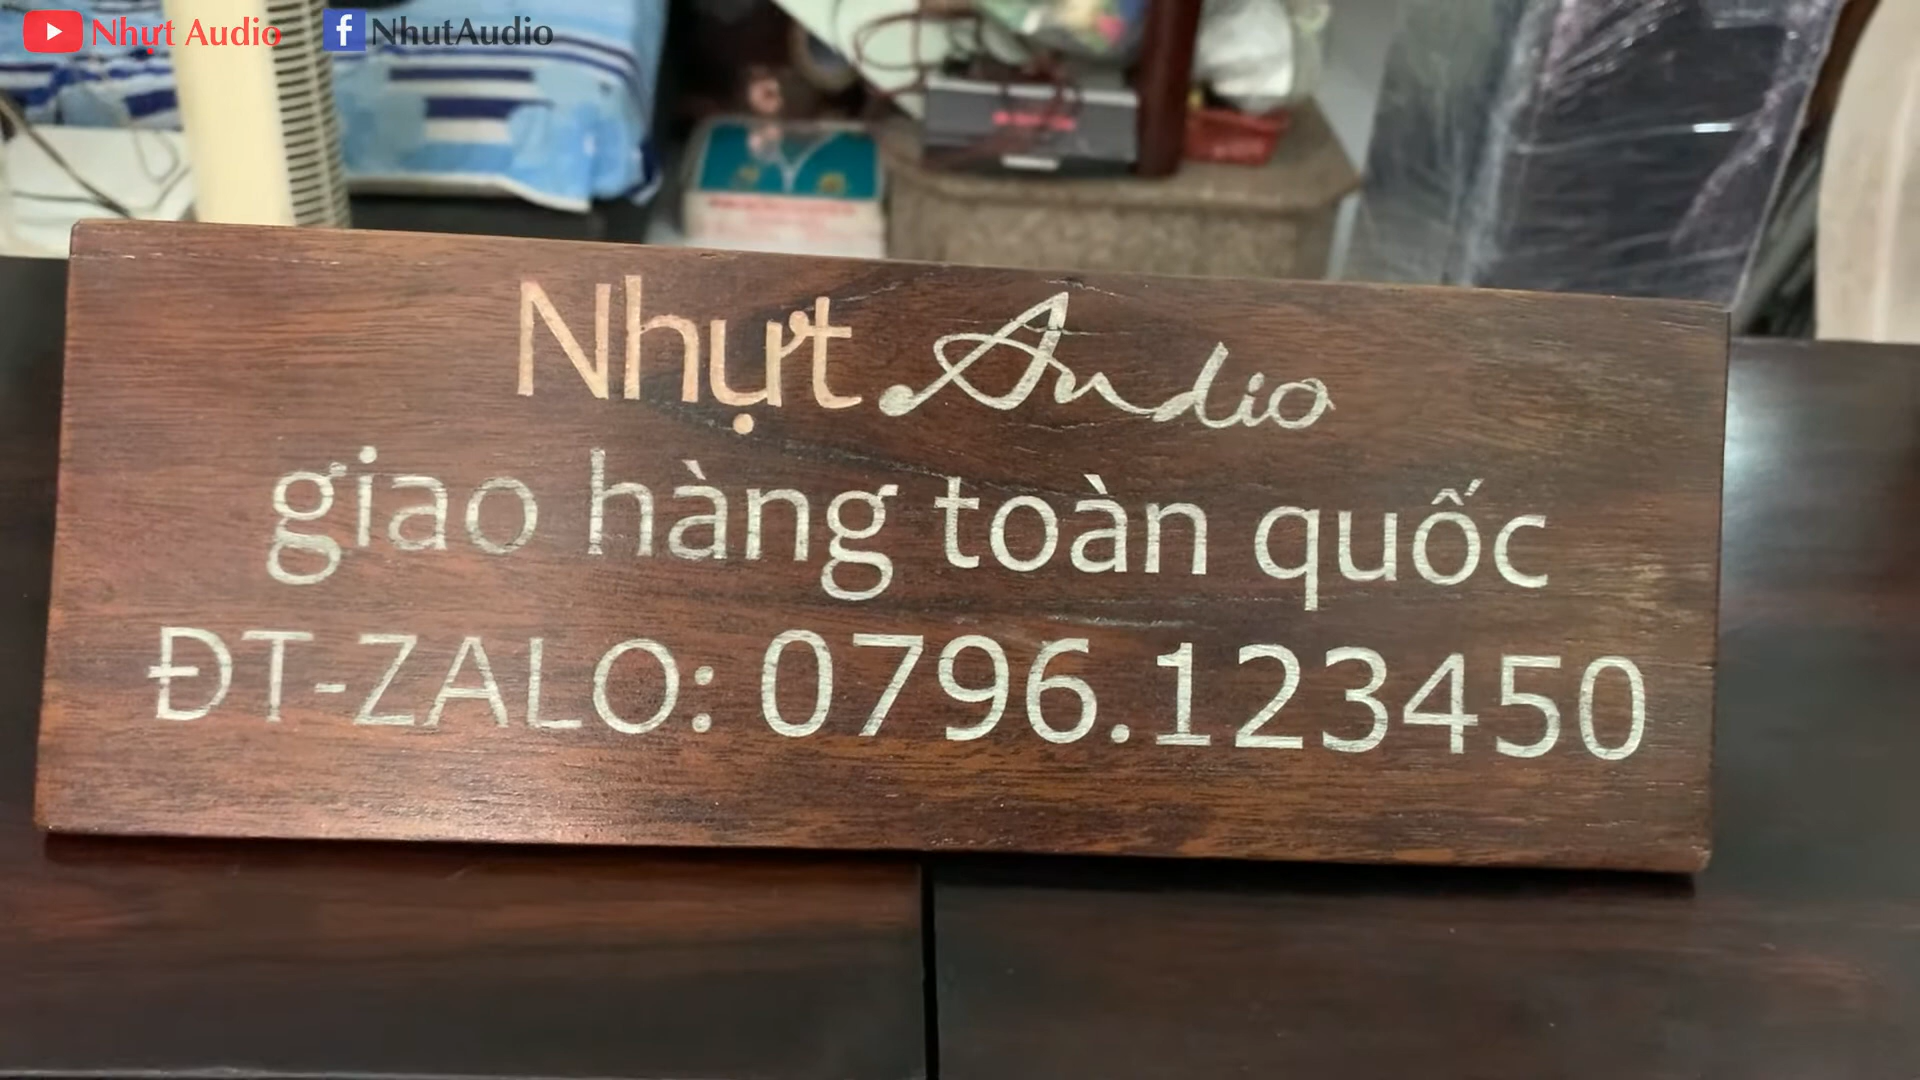 Nhựt Audio NhutAudio
Nhựt Audio
giao hàng toàn quốc
ĐT-ZALO: 0796.123450